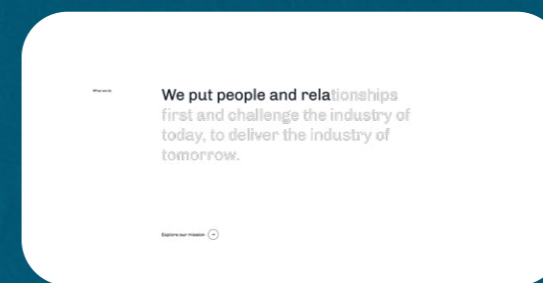 We put people and relationships
first and challenge the industry of
today, to deliver the industry of
tomorrow.
Explore our mission